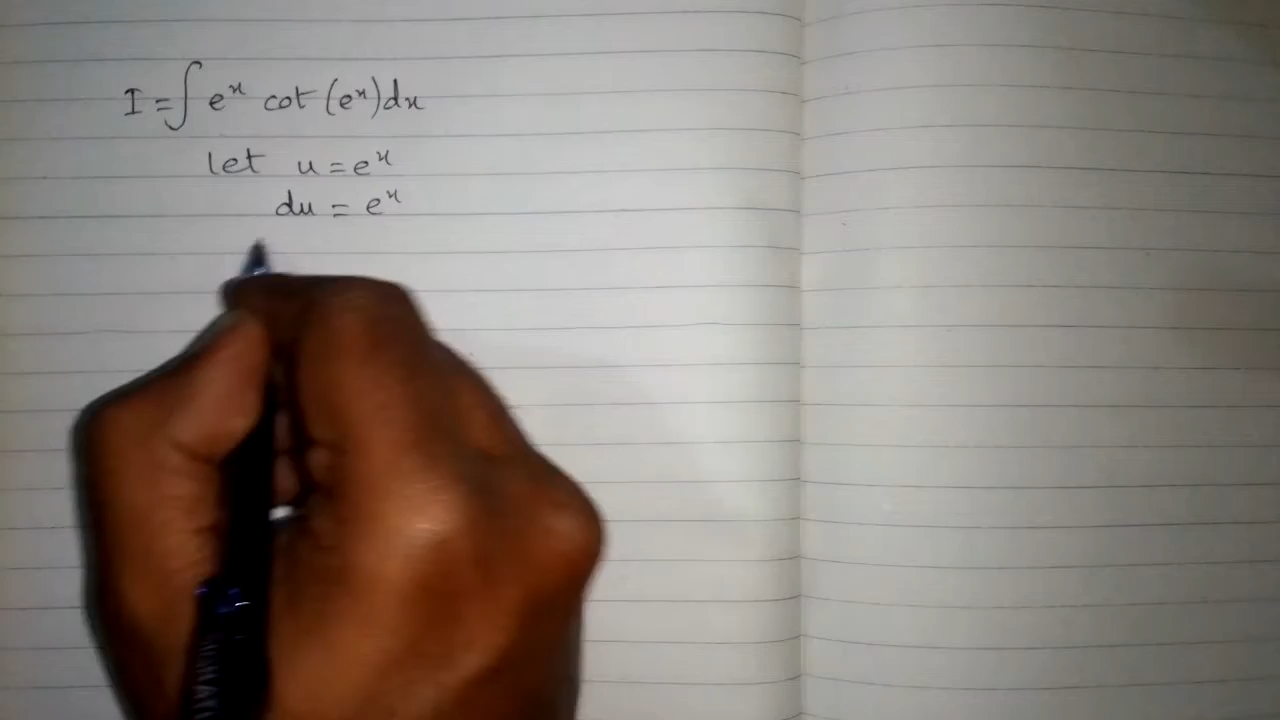 I = ∫ eˣ cot (eˣ) dx
let u = eˣ
du = eˣ